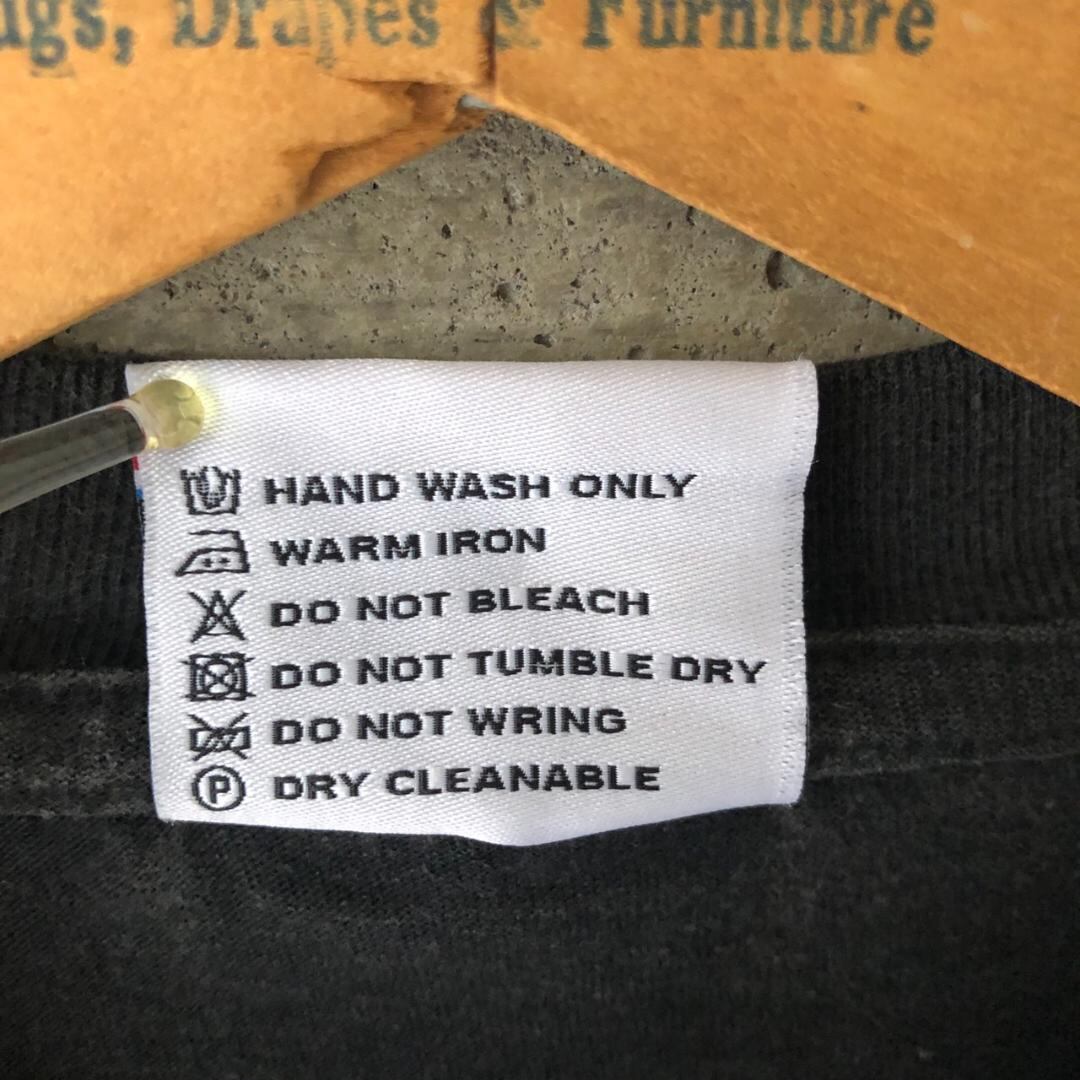 Drapes & Furniture
HAND WASH ONLY
WARM IRON
DO NOT BLEACH
DO NOT TUMBLE DRY
DO NOT WRING
P DRY CLEANABLE